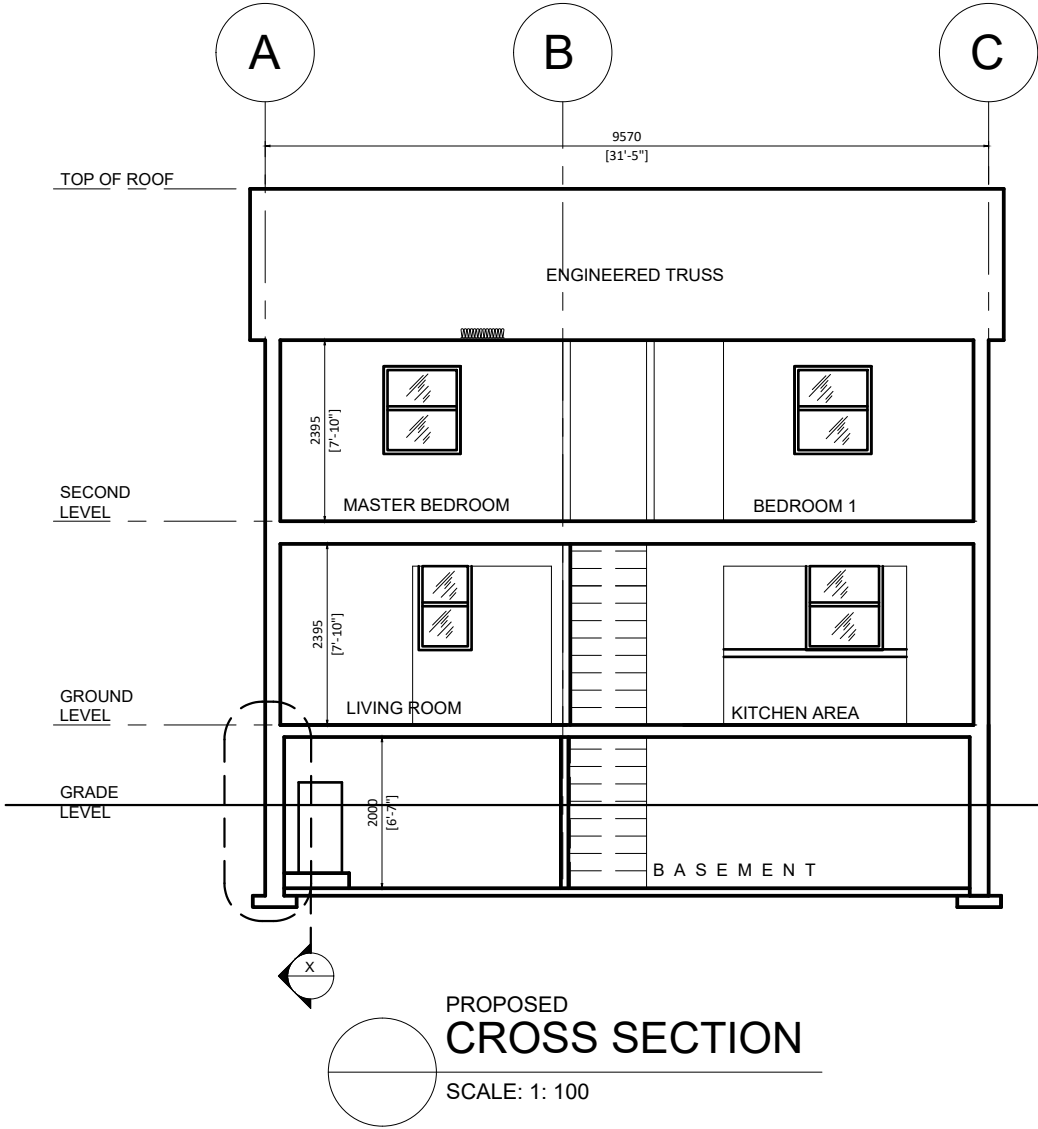 A
B
C
9570
[31'-5"]
TOP OF ROOF
ENGINEERED TRUSS
2395
[7'-10"]
SECOND
LEVEL
MASTER BEDROOM
BEDROOM 1
2395
[7'-10"]
GROUND
LEVEL
LIVING ROOM
KITCHEN AREA
GRADE
LEVEL
2000
[6'-7"]
BASEMENT
X
PROPOSED
CROSS SECTION
SCALE: 1: 100